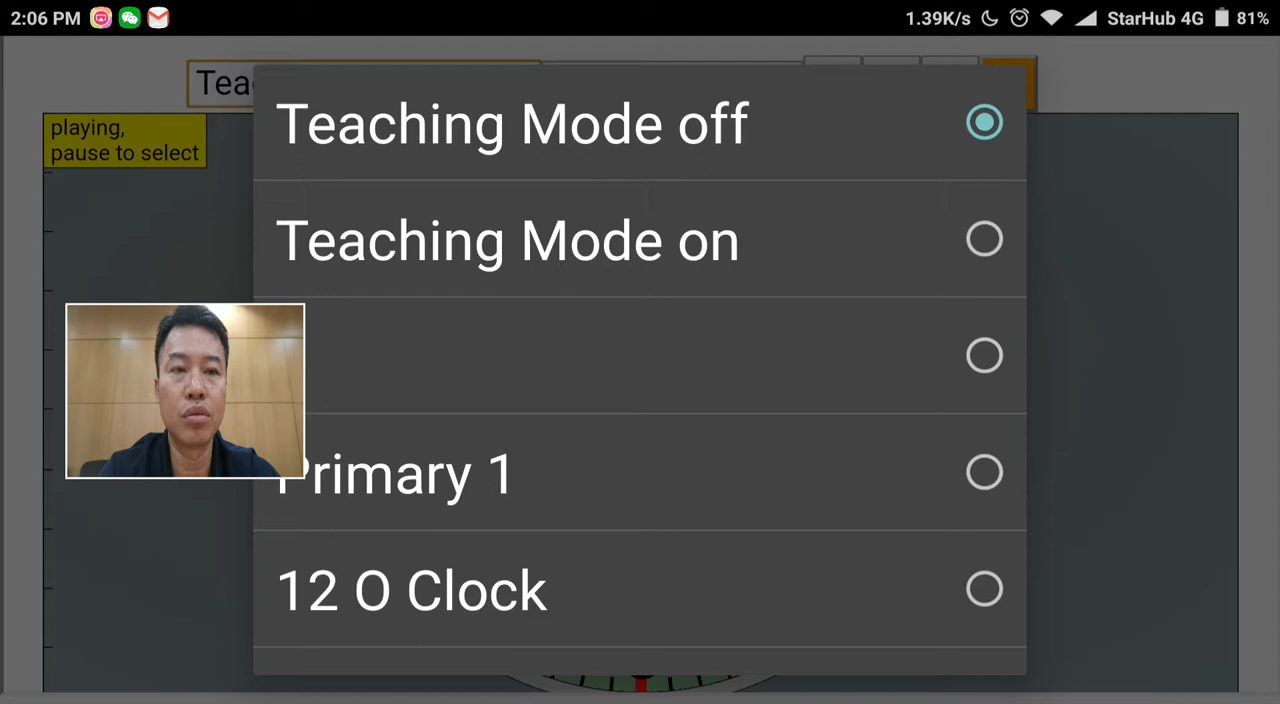 2:06 PM
1.39K/s
StarHub 4G
81%
Tea
playing,
pause to select
Teaching Mode off
Teaching Mode on
Primary 1
12 O Clock